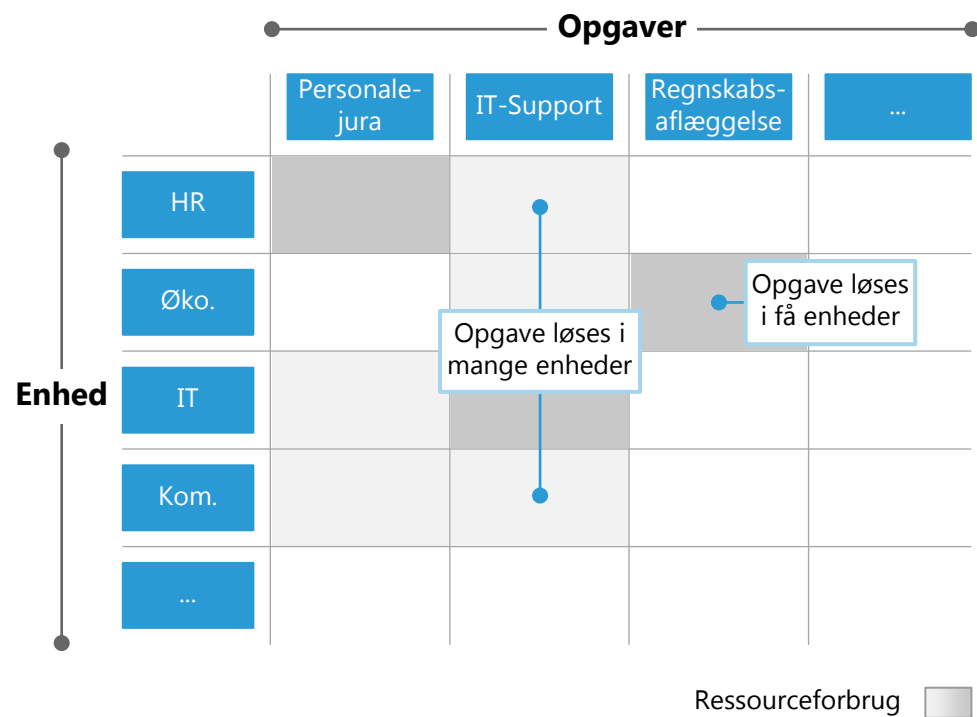 Opgaver
Personale-
jura
IT-Support
Regnskabs-
aflæggelse
...
Enhed
HR
Øko.
IT
Kom.
...
Opgave løses i
mange enheder
Opgave løses
i få enheder
Ressourceforbrug